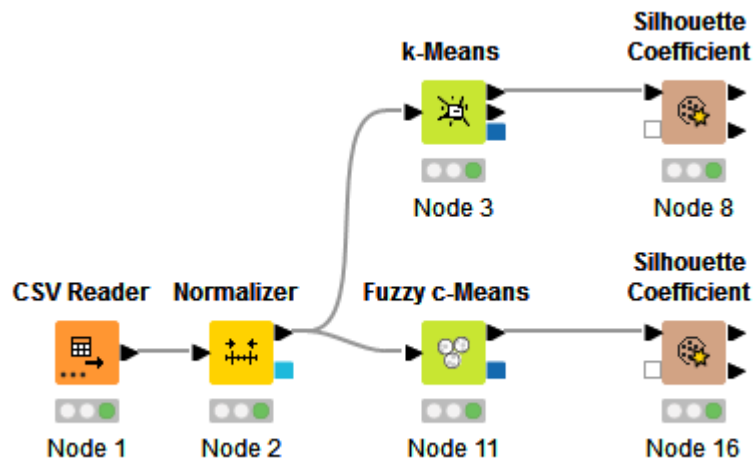 Silhouette
k-Means Coefficient
Node 3 Node 8
Silhouette
CSV Reader Normalizer Fuzzy c-Means Coefficient
Node 1 Node 2 Node 11 Node 16